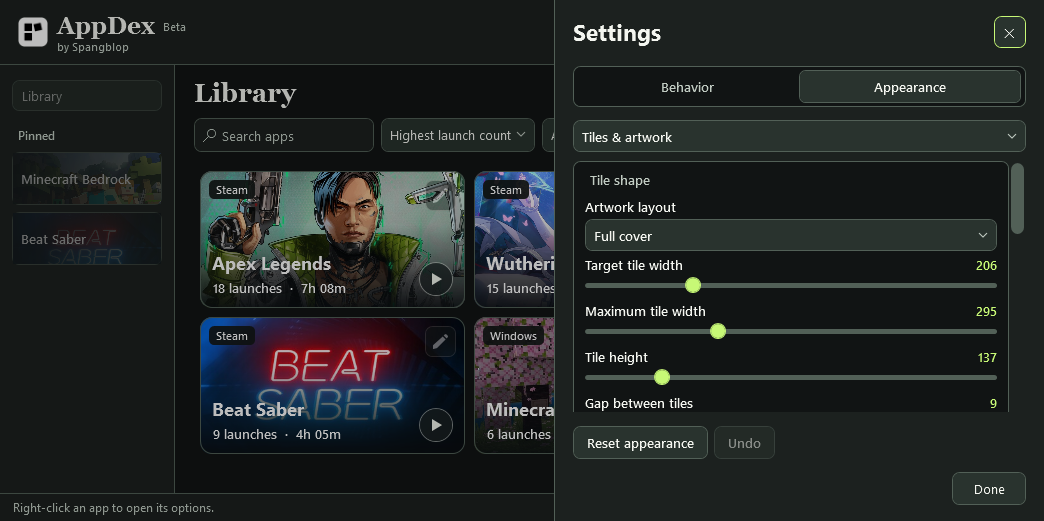 AppDex Beta
by Spangblop
Library
Pinned
Minecraft Bedrock
Beat Saber
Library
Search apps
Highest launch count
A
Steam
Apex Legends
18 launches · 7h 08m
Steam
Wutheri
15 launches
Steam
BEAT
SABER
Beat Saber
9 launches · 4h 05m
Windows
Minecra
6 launches
Right-click an app to open its options.
Settings
Behavior
Appearance
Tiles & artwork
Tile shape
Artwork layout
Full cover
Target tile width 206
Maximum tile width 295
Tile height 137
Gap between tiles 9
Reset appearance
Undo
Done